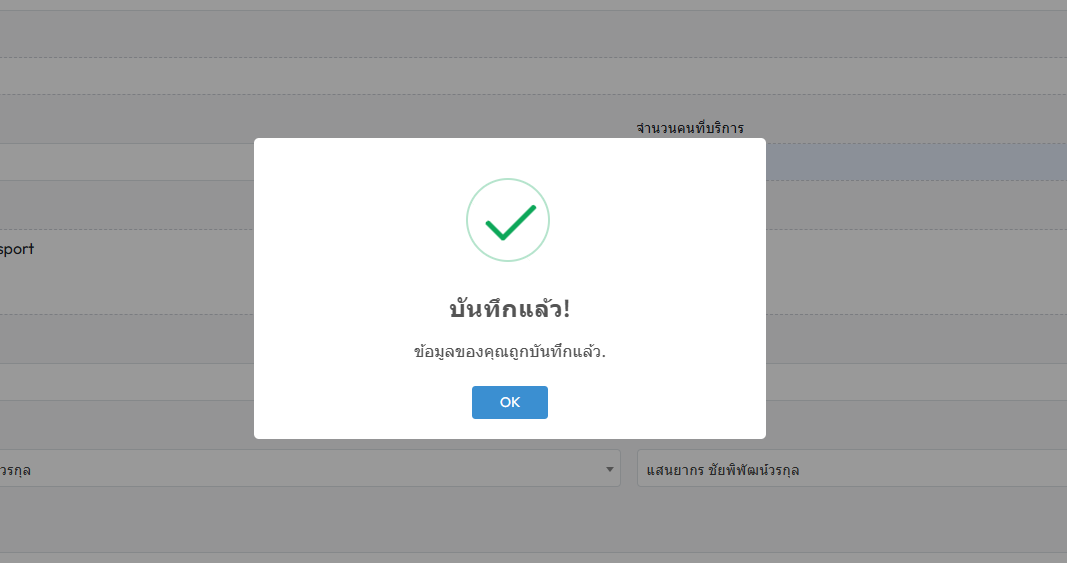 จำนวนคนที่บริการ
sport
บันทึกแล้ว!
ข้อมูลของคุณถูกบันทึกแล้ว.
OK
วรกุล
แสนยากร ชัยพิพัฒน์วรกุล